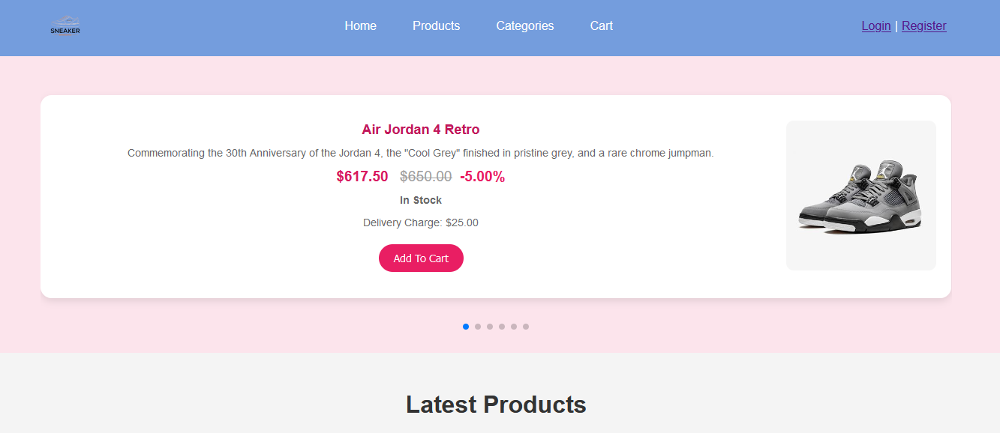 SNEAKER
Home Products Categories Cart
Login | Register
Air Jordan 4 Retro
Commemorating the 30th Anniversary of the Jordan 4, the "Cool Grey" finished in pristine grey, and a rare chrome jumpman.
$617.50 $650.00 -5.00%
In Stock
Delivery Charge: $25.00
Add To Cart
Latest Products